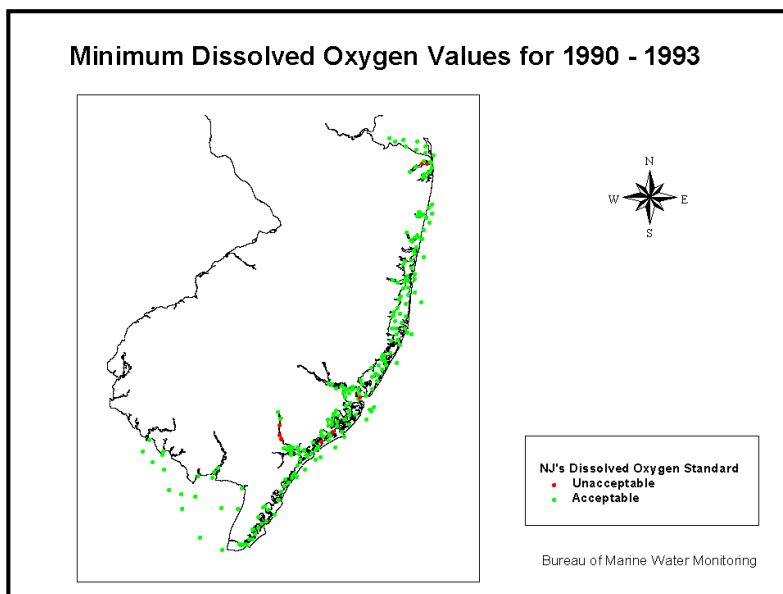 Minimum Dissolved Oxygen Values for 1990 - 1993
N
W E
S
NJ's Dissolved Oxygen Standard
Unacceptable
Acceptable
Bureau of Marine Water Monitoring